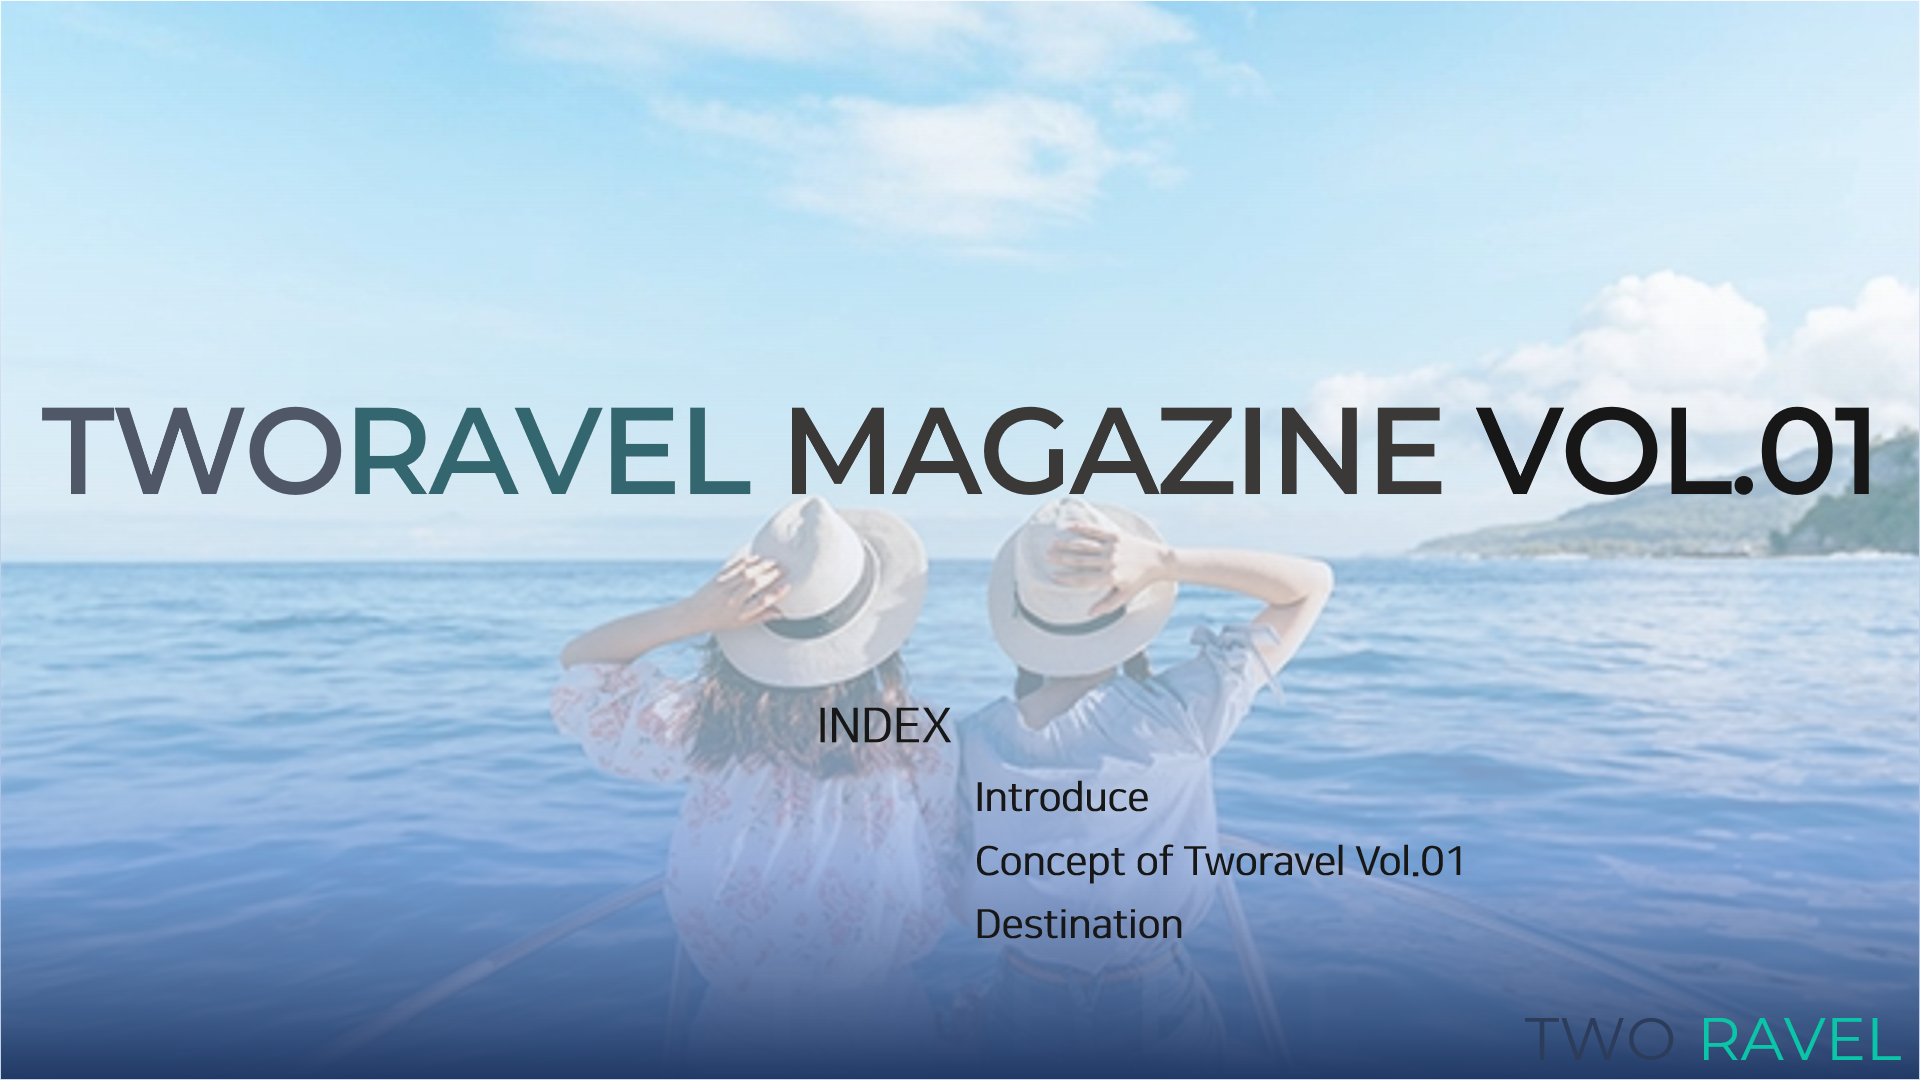 TWORAVEL MAGAZINE VOL.01
INDEX
Introduce
Concept of Tworavel Vol.01
Destination
TWO RAVEL